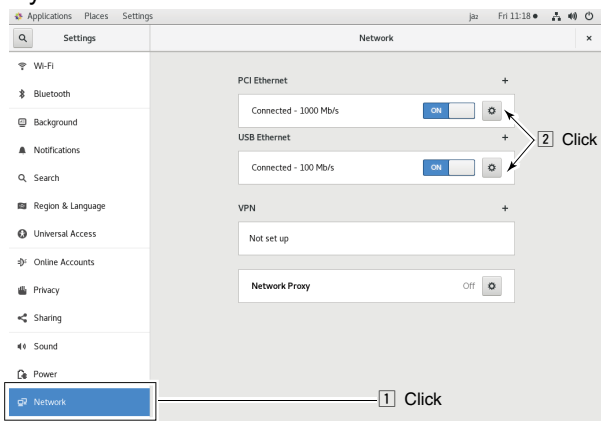 Applications Places Settings ja2 Fri 11:18
Settings Network
Wi-Fi
Bluetooth
Background
Notifications
Search
Region & Language
Universal Access
Online Accounts
Privacy
Sharing
Sound
Power
Network
PCI Ethernet +
Connected - 1000 Mb/s ON
USB Ethernet +
Connected - 100 Mb/s ON
VPN +
Not set up
Network Proxy Off
2 Click
1 Click